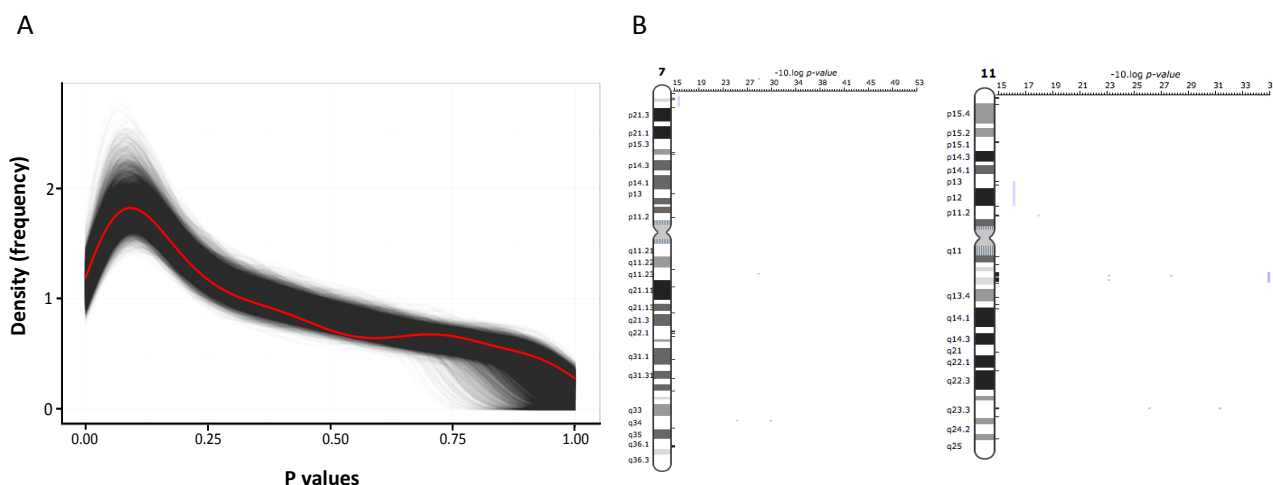 A
Density (frequency)
2
1
0
0.00 0.25 0.50 0.75 1.00
P values
B
7
-10.log p-value
15 19 23 26 30 34 38 41 45 49 53
p21.3
p21.1
p15.3
p14.3
p14.1
p13
p11.2
q11.21
q11.22
q11.23
q21.11
q21.13
q21.3
q22.1
q31.1
q31.31
q33
q34
q35
q36.1
q36.3
11
-10.log p-value
15 17 19 21 23 25 27 29 31 33 3
p15.4
p15.2
p15.1
p14.3
p14.1
p13
p12
p11.2
q11
q13.4
q14.1
q14.3
q21
q22.1
q22.3
q23.3
q24.2
q25